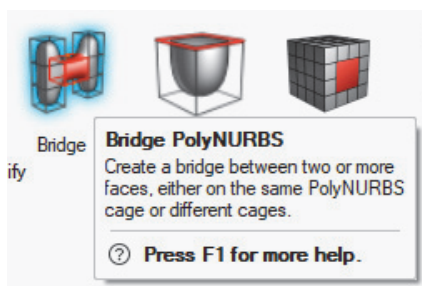 Bridge
ify
Bridge PolyNURBS
Create a bridge between two or more
faces, either on the same PolyNURBS
cage or different cages.
? Press F1 for more help.